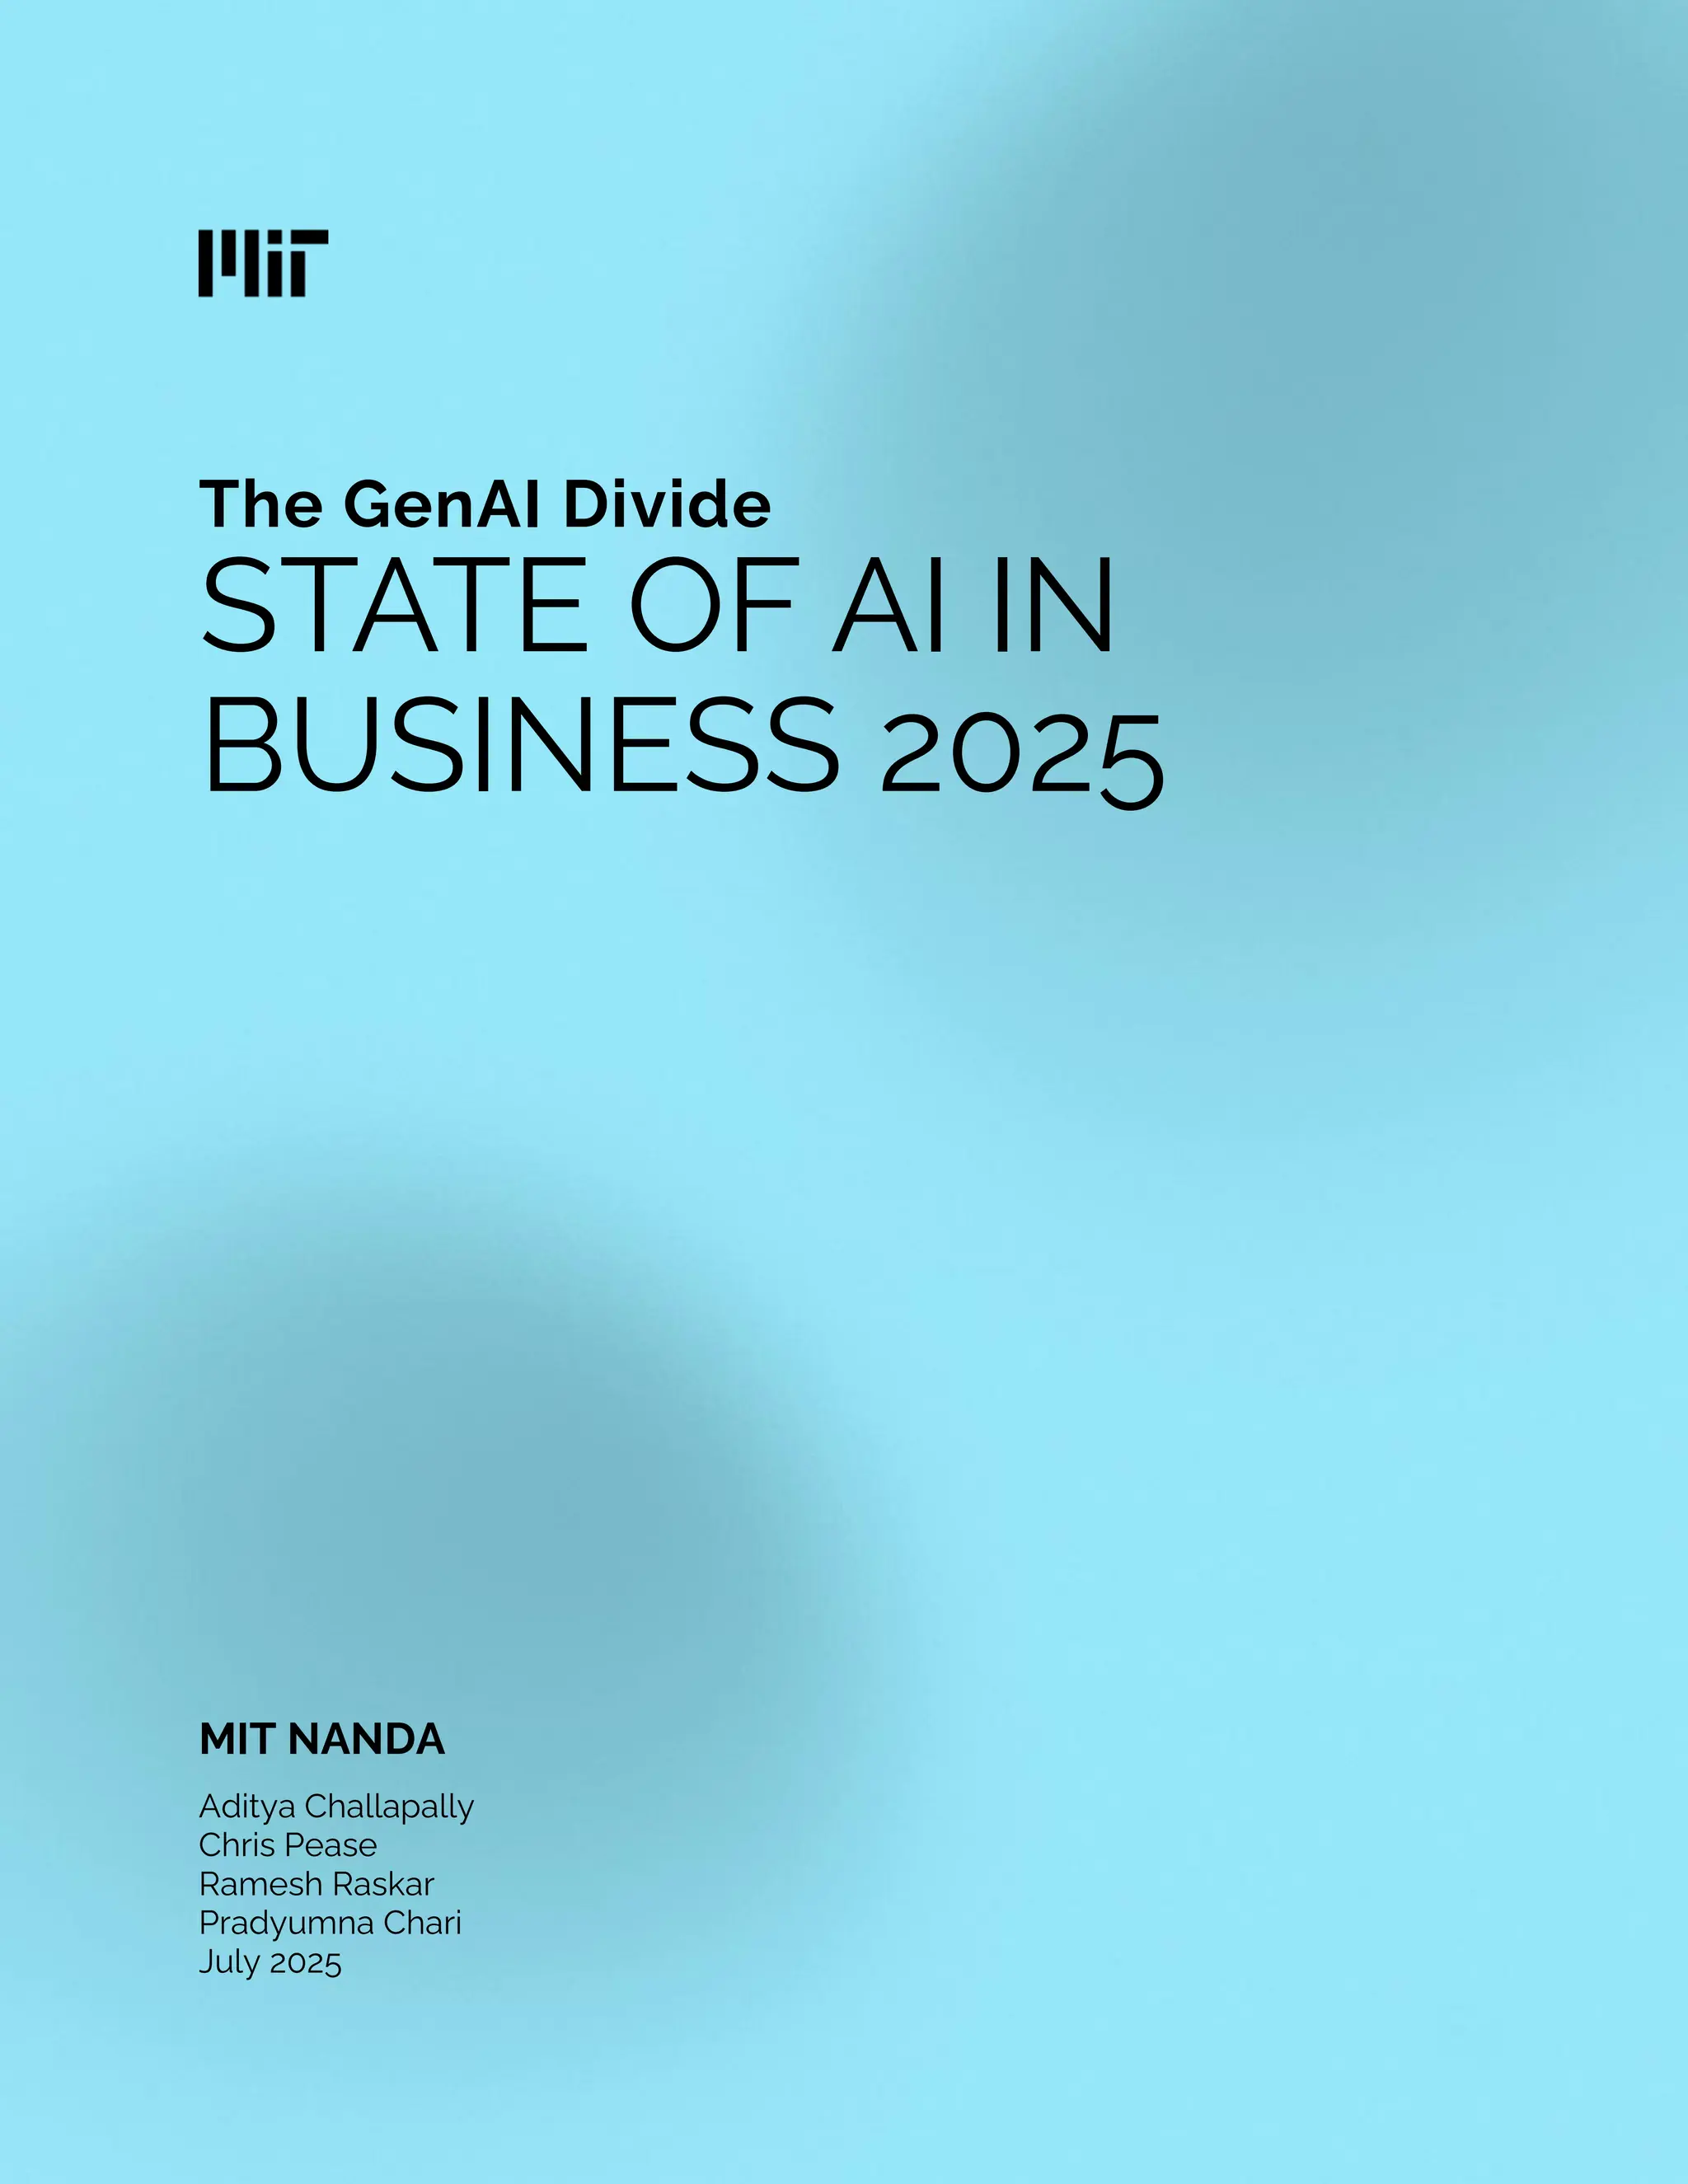 MIT
The GenAI Divide
STATE OF AI IN
BUSINESS 2025
MIT NANDA
Aditya Challapally
Chris Pease
Ramesh Raskar
Pradyumna Chari
July 2025